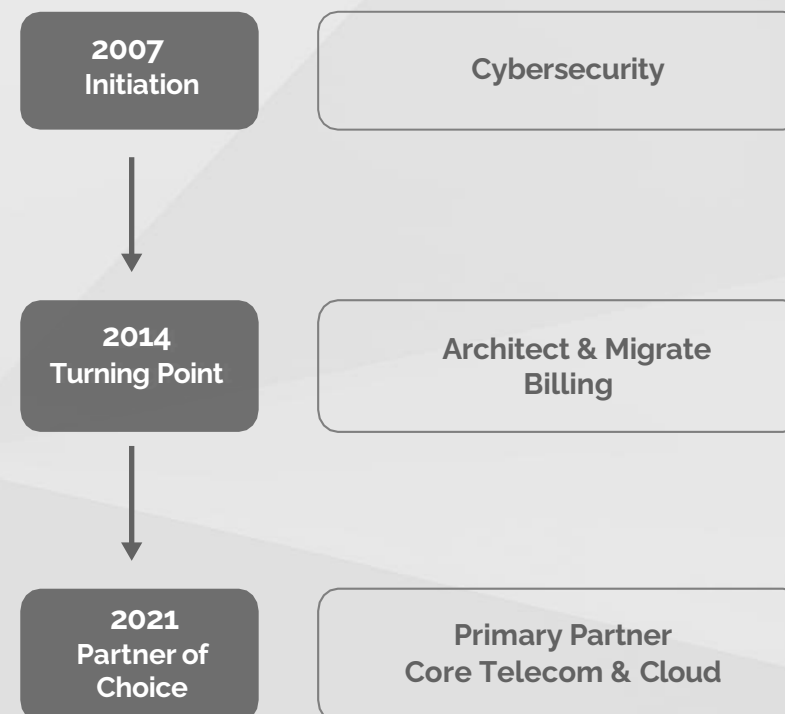 2007
Initiation
Cybersecurity
2014
Turning Point
Architect & Migrate
Billing
2021
Partner of
Choice
Primary Partner
Core Telecom & Cloud